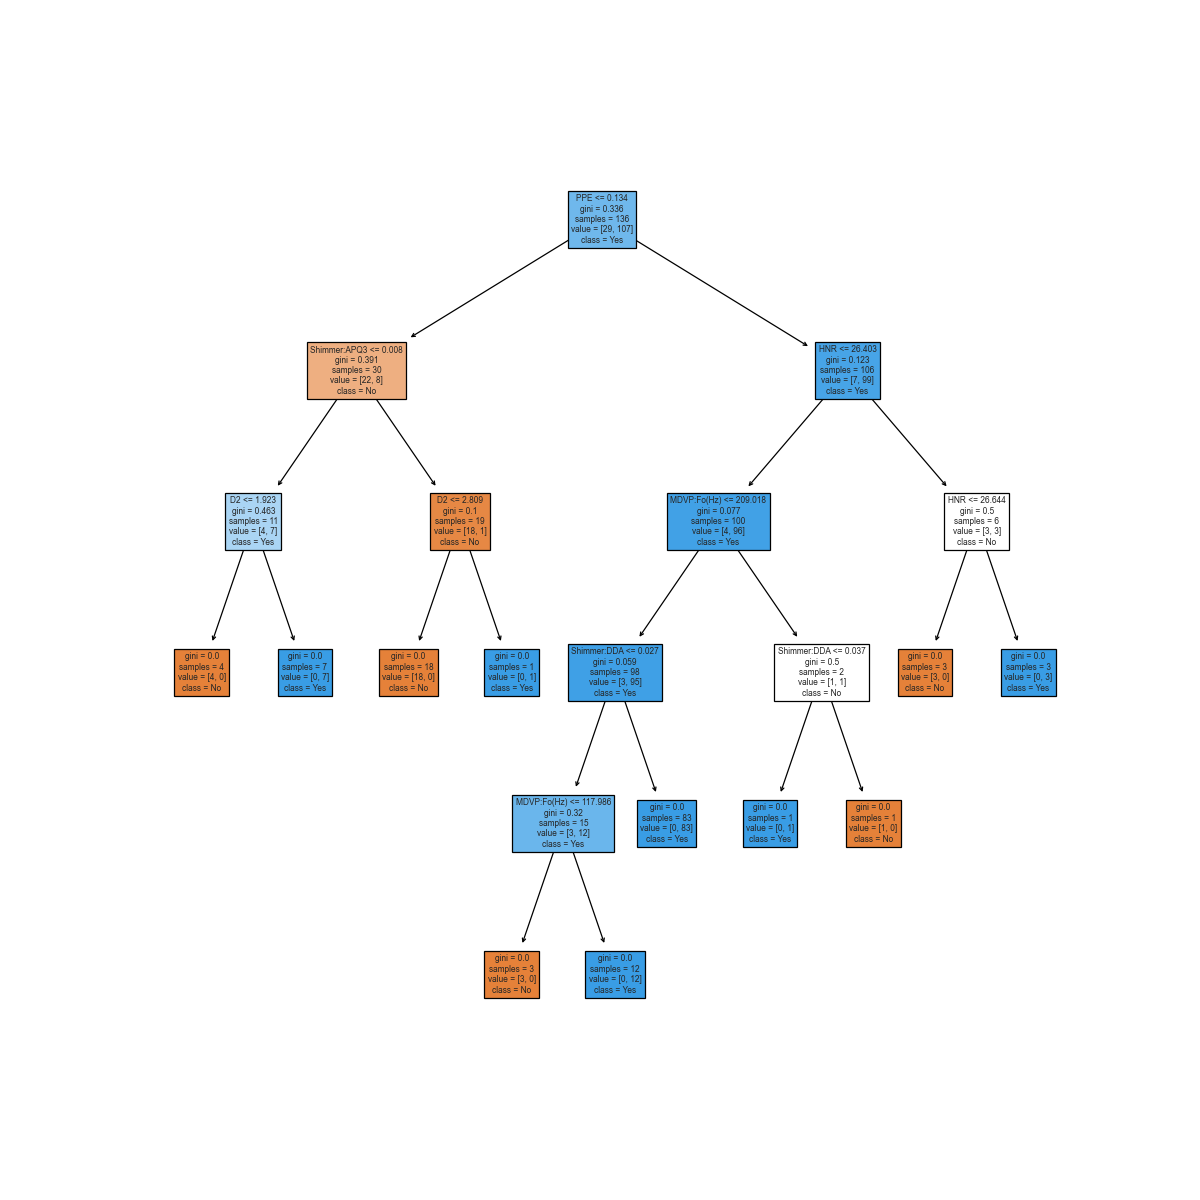 PPE <= 0.134
gini = 0.336
samples = 136
value = [29, 107]
class = Yes
Shimmer:APQ3 <= 0.008
gini = 0.391
samples = 30
value = [22, 8]
class = No
HNR <= 26.403
gini = 0.123
samples = 106
value = [7, 99]
class = Yes
D2 <= 1.923
gini = 0.463
samples = 11
value = [4, 7]
class = Yes
D2 <= 2.809
gini = 0.1
samples = 19
value = [18, 1]
class = No
MDVP:Fo(Hz) <= 209.018
gini = 0.077
samples = 100
value = [4, 96]
class = Yes
HNR <= 26.644
gini = 0.5
samples = 6
value = [3, 3]
class = No
gini = 0.0
samples = 4
value = [4, 0]
class = No
gini = 0.0
samples = 7
value = [0, 7]
class = Yes
gini = 0.0
samples = 18
value = [18, 0]
class = No
gini = 0.0
samples = 1
value = [0, 1]
class = Yes
Shimmer:DDA <= 0.027
gini = 0.059
samples = 98
value = [3, 95]
class = Yes
Shimmer:DDA <= 0.037
gini = 0.5
samples = 2
value = [1, 1]
class = No
gini = 0.0
samples = 3
value = [3, 0]
class = No
gini = 0.0
samples = 3
value = [0, 3]
class = Yes
MDVP:Fo(Hz) <= 117.986
gini = 0.32
samples = 15
value = [3, 12]
class = Yes
gini = 0.0
samples = 83
value = [0, 83]
class = Yes
gini = 0.0
samples = 1
value = [0, 1]
class = Yes
gini = 0.0
samples = 1
value = [1, 0]
class = No
gini = 0.0
samples = 3
value = [3, 0]
class = No
gini = 0.0
samples = 12
value = [0, 12]
class = Yes